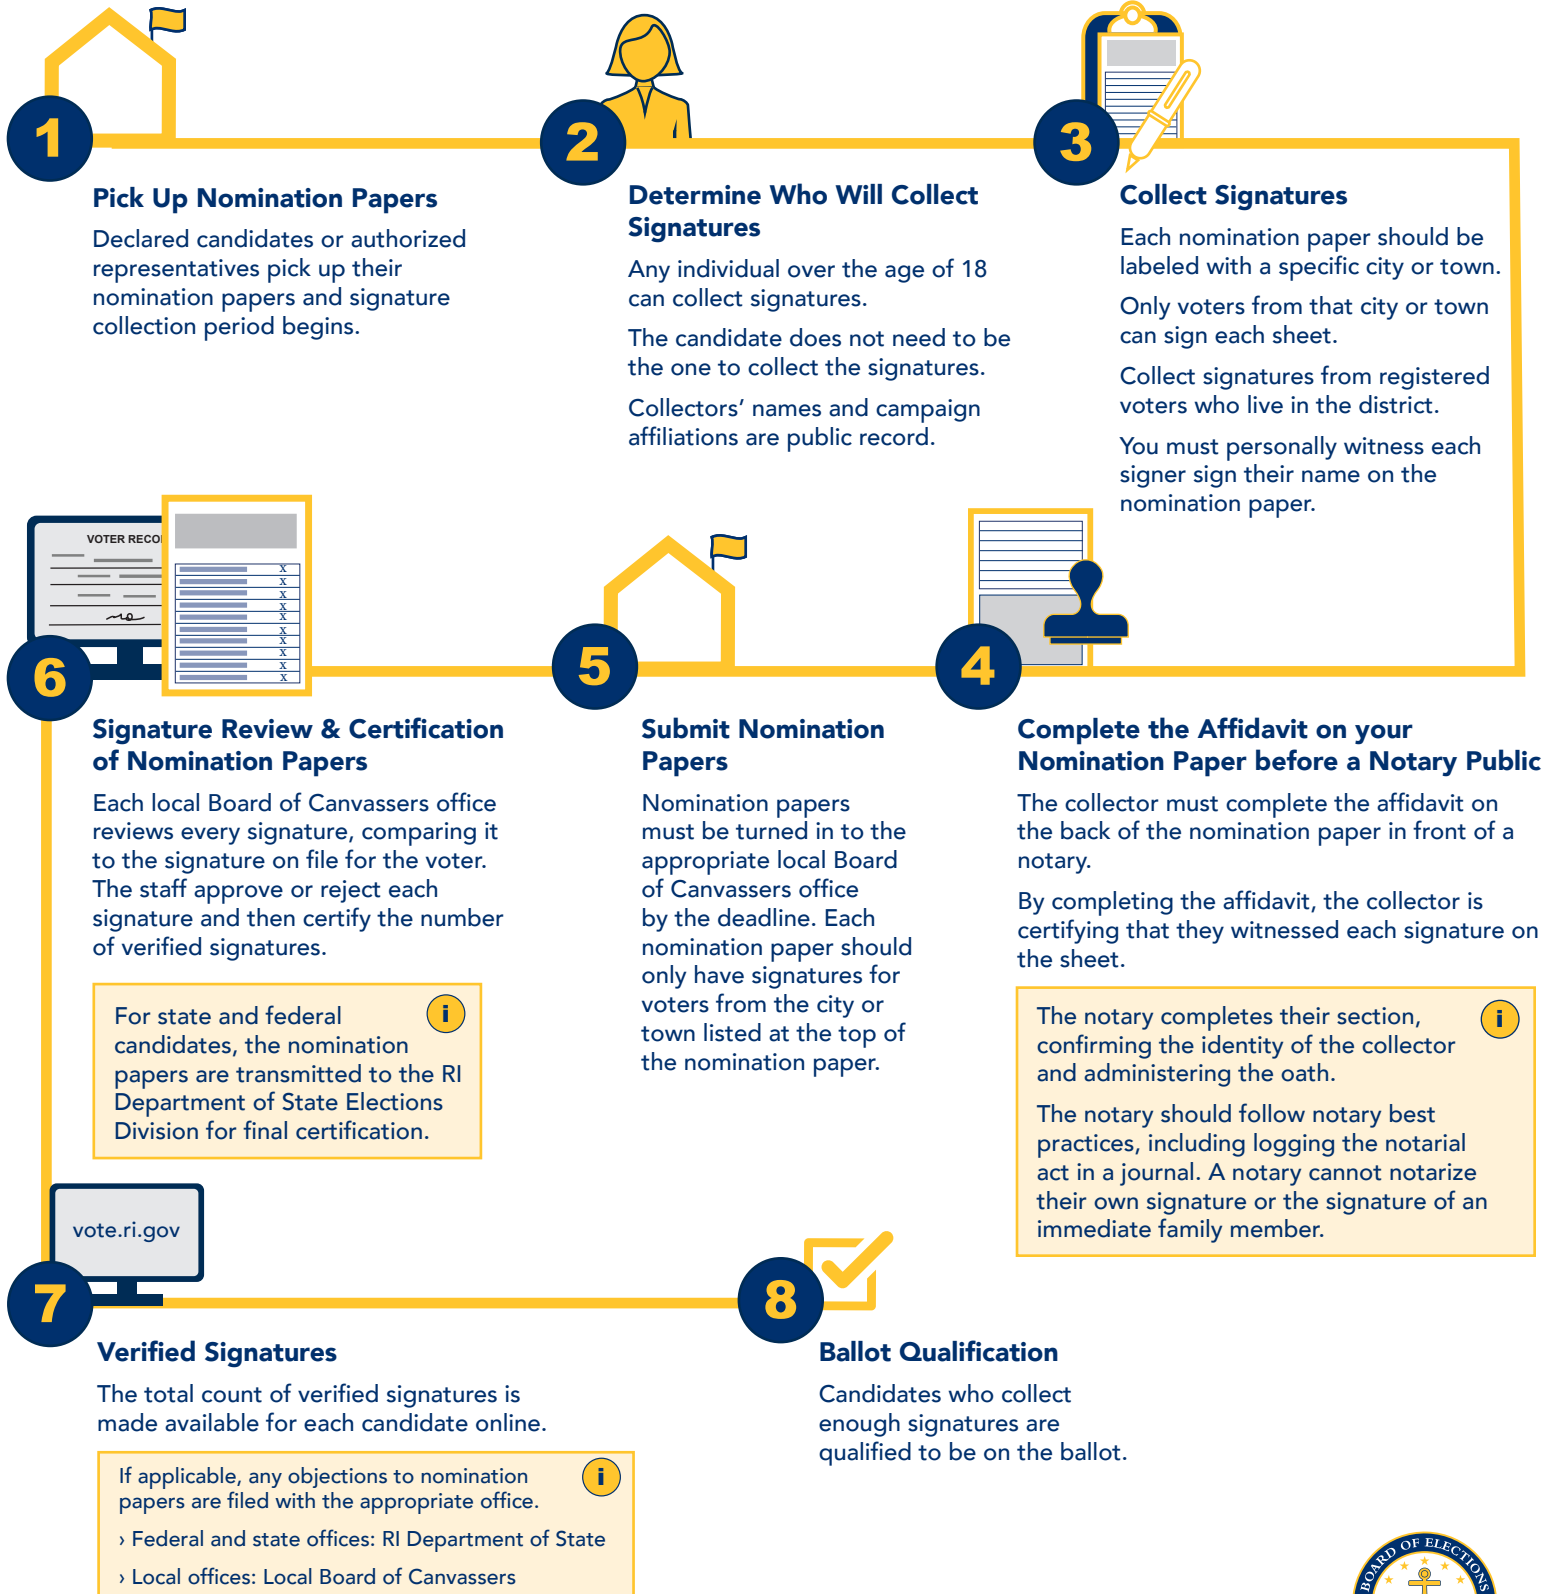 1
Pick Up Nomination Papers
Declared candidates or authorized
representatives pick up their
nomination papers and signature
collection period begins.
2
Determine Who Will Collect
Signatures
Any individual over the age of 18
can collect signatures.
The candidate does not need to be
the one to collect the signatures.
Collectors’ names and campaign
affiliations are public record.
3
Collect Signatures
Each nomination paper should be
labeled with a specific city or town.
Only voters from that city or town
can sign each sheet.
Collect signatures from registered
voters who live in the district.
You must personally witness each
signer sign their name on the
nomination paper.
4
Complete the Affidavit on your
Nomination Paper before a Notary Public
The collector must complete the affidavit on
the back of the nomination paper in front of a
notary.
By completing the affidavit, the collector is
certifying that they witnessed each signature on
the sheet.
i
The notary completes their section,
confirming the identity of the collector
and administering the oath.
The notary should follow notary best
practices, including logging the notarial
act in a journal. A notary cannot notarize
their own signature or the signature of an
immediate family member.
5
Submit Nomination
Papers
Nomination papers
must be turned in to the
appropriate local Board
of Canvassers office
by the deadline. Each
nomination paper should
only have signatures for
voters from the city or
town listed at the top of
the nomination paper.
VOTER RECO
x
x
x
x
x
x
x
x
x
x
6
Signature Review & Certification
of Nomination Papers
Each local Board of Canvassers office
reviews every signature, comparing it
to the signature on file for the voter.
The staff approve or reject each
signature and then certify the number
of verified signatures.
i
For state and federal
candidates, the nomination
papers are transmitted to the RI
Department of State Elections
Division for final certification.
vote.ri.gov
7
Verified Signatures
The total count of verified signatures is
made available for each candidate online.
i
If applicable, any objections to nomination
papers are filed with the appropriate office.
› Federal and state offices: RI Department of State
› Local offices: Local Board of Canvassers
8
Ballot Qualification
Candidates who collect
enough signatures are
qualified to be on the ballot.
BOARD OF ELECTIONS